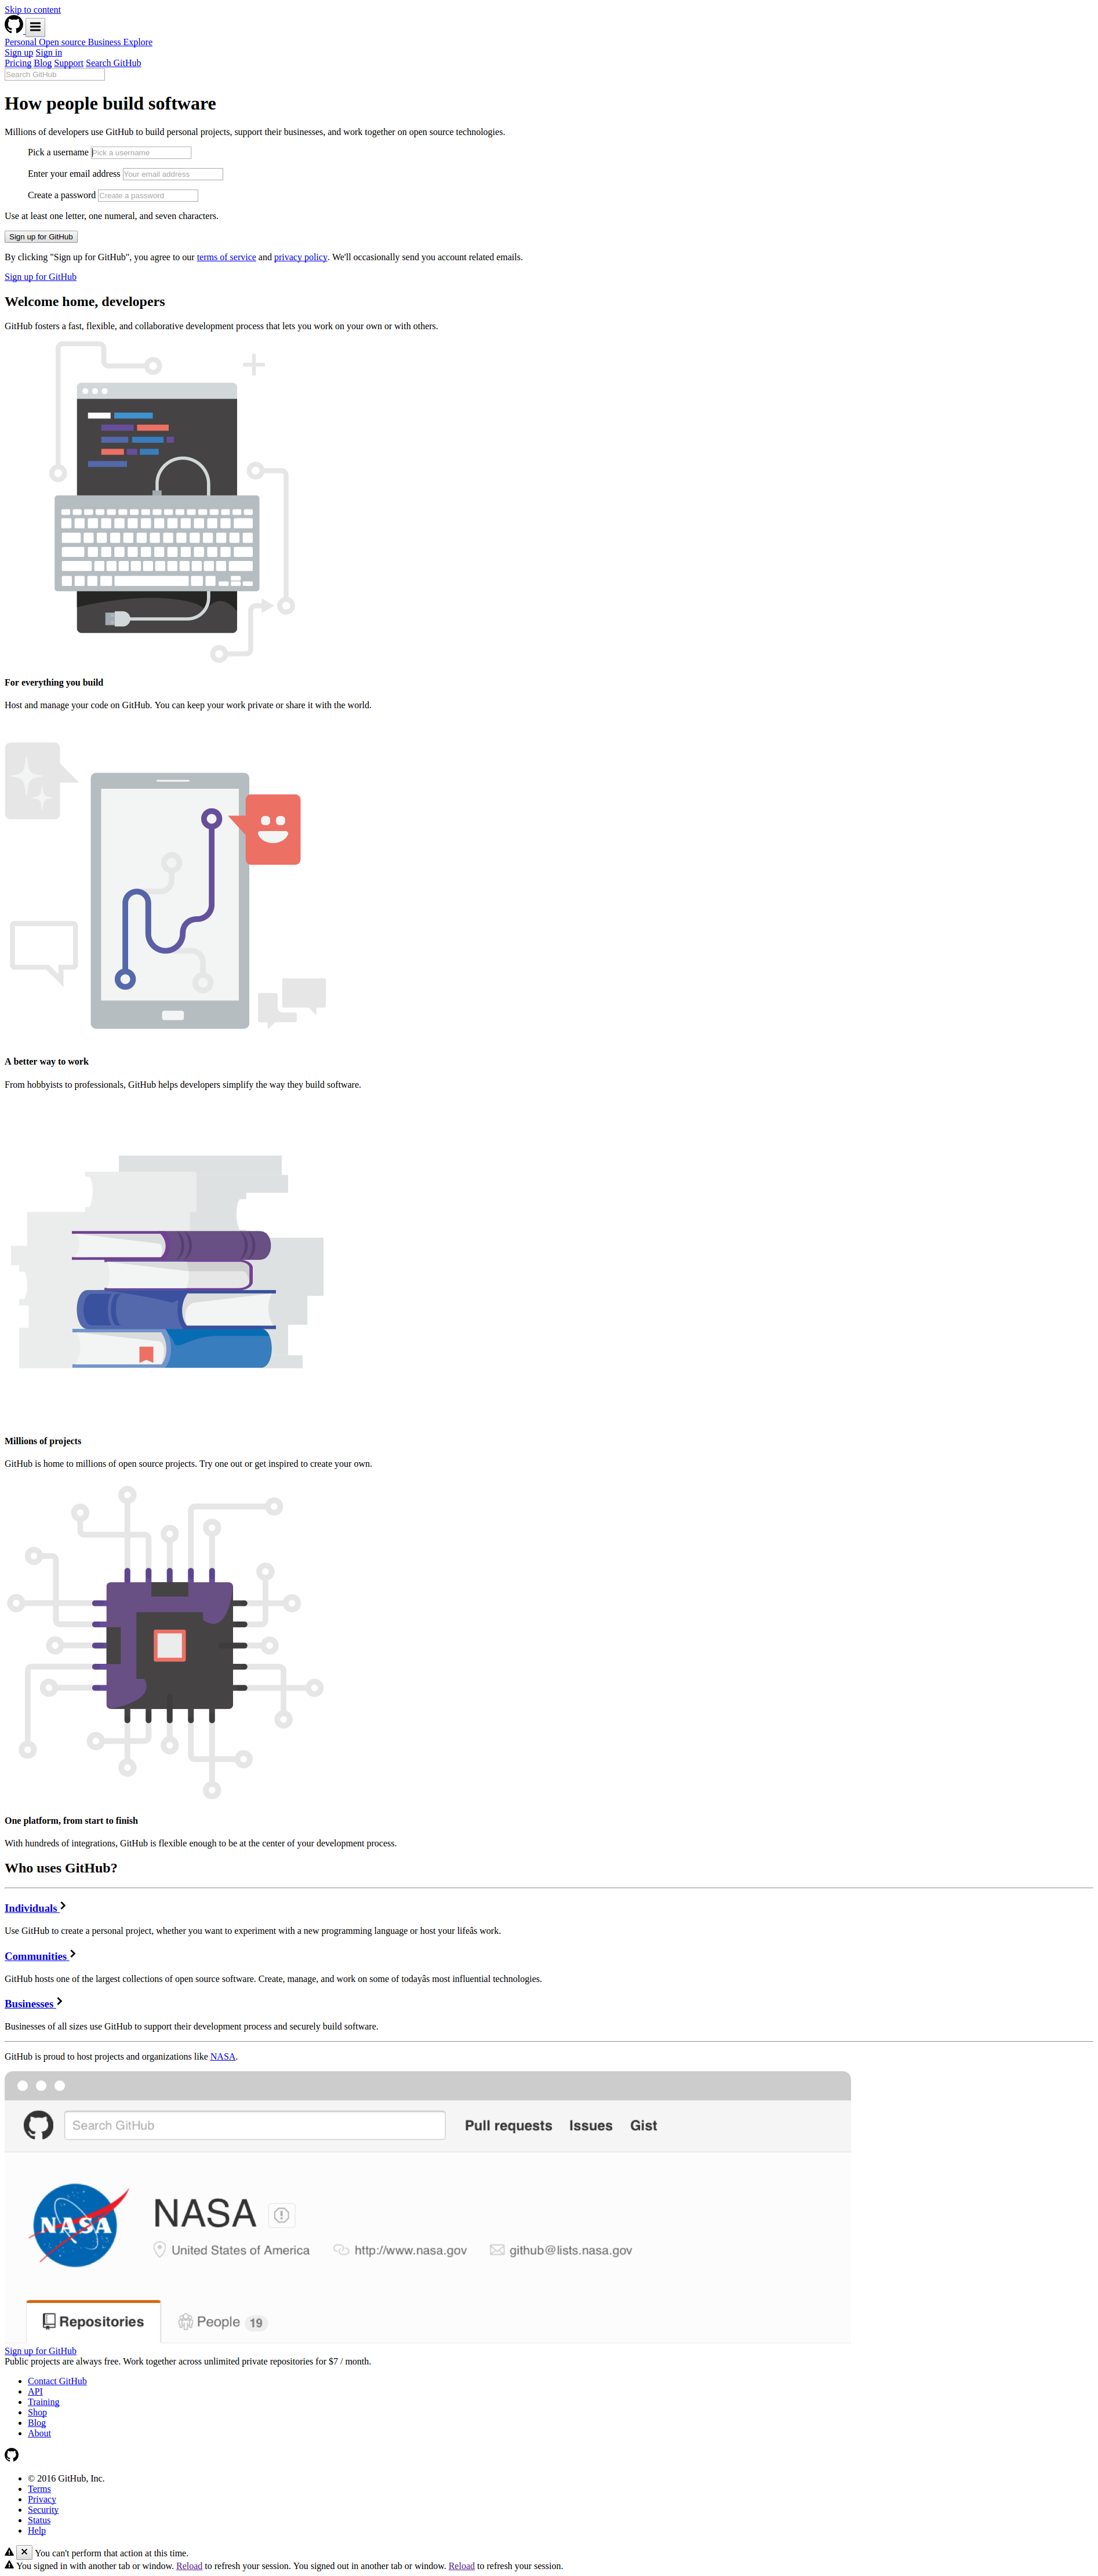 Skip to content
Personal Open source Business Explore
Sign up Sign in
Pricing Blog Support Search GitHub
Search GitHub
How people build software
Millions of developers use GitHub to build personal projects, support their businesses, and work together on open source technologies.
Pick a username Pick a username
Enter your email address Your email address
Create a password Create a password
Use at least one letter, one numeral, and seven characters.
Sign up for GitHub
By clicking "Sign up for GitHub", you agree to our terms of service and privacy policy. We'll occasionally send you account related emails.
Sign up for GitHub
Welcome home, developers
GitHub fosters a fast, flexible, and collaborative development process that lets you work on your own or with others.
For everything you build
Host and manage your code on GitHub. You can keep your work private or share it with the world.
A better way to work
From hobbyists to professionals, GitHub helps developers simplify the way they build software.
Millions of projects
GitHub is home to millions of open source projects. Try one out or get inspired to create your own.
One platform, from start to finish
With hundreds of integrations, GitHub is flexible enough to be at the center of your development process.
Who uses GitHub?
Individuals
Use GitHub to create a personal project, whether you want to experiment with a new programming language or host your lifeâs work.
Communities
GitHub hosts one of the largest collections of open source software. Create, manage, and work on some of todayâs most influential technologies.
Businesses
Businesses of all sizes use GitHub to support their development process and securely build software.
GitHub is proud to host projects and organizations like NASA.
Search GitHub Pull requests Issues Gist
NASA NASA
United States of America http://www.nasa.gov github@lists.nasa.gov
Repositories People 19
Sign up for GitHub
Public projects are always free. Work together across unlimited private repositories for $7 / month.
Contact GitHub
API
Training
Shop
Blog
About
© 2016 GitHub, Inc.
Terms
Privacy
Security
Status
Help
You can't perform that action at this time.
You signed in with another tab or window. Reload to refresh your session. You signed out in another tab or window. Reload to refresh your session.